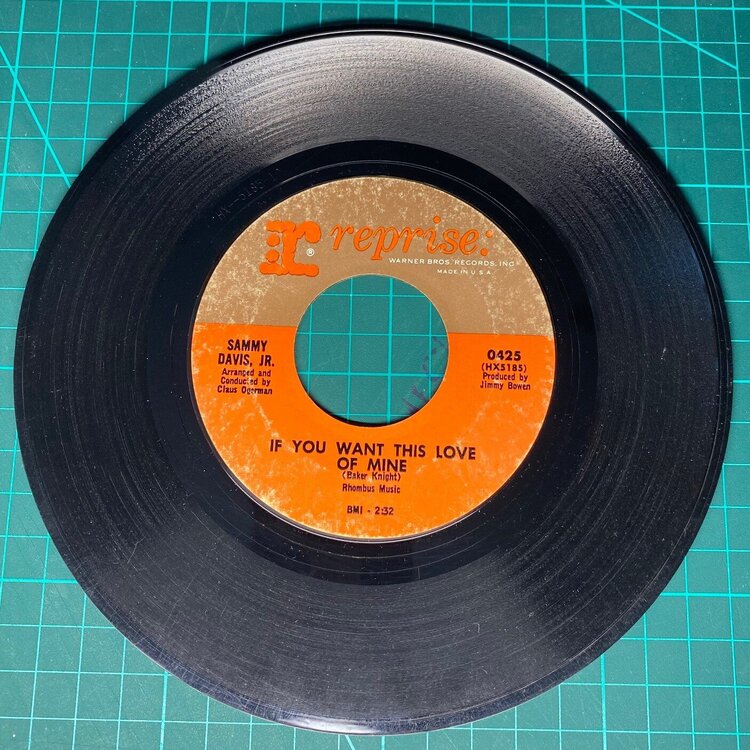 r® reprise:
WARNER BROS. RECORDS, INC.
MADE IN U.S.A.
SAMMY
DAVIS, JR.
Arranged and
Conducted by
Claus Ogerman
0425
(HX5185)
Produced by
Jimmy Bowen
IF YOU WANT THIS LOVE
OF MINE
(Baker Knight)
Rhombus Music
BMI - 2:32